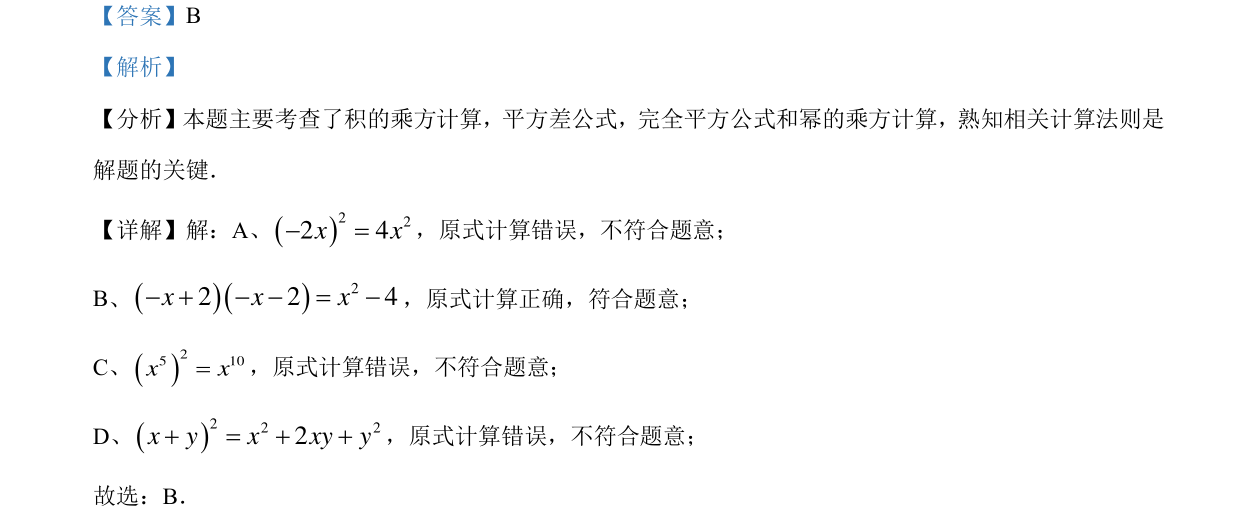 【答案】B
【解析】
【分析】本题主要考查了积的乘方计算，平方差公式，完全平方公式和幂的乘方计算，熟知相关计算法则是
解题的关键．
【详解】解：A、(−2x)²=4x²，原式计算错误，不符合题意；
B、(−x+2)(−x−2)=x²−4，原式计算正确，符合题意；
C、(x⁵)²=x¹⁰，原式计算错误，不符合题意；
D、(x+y)²=x²+2xy+y²，原式计算错误，不符合题意；
故选：B．